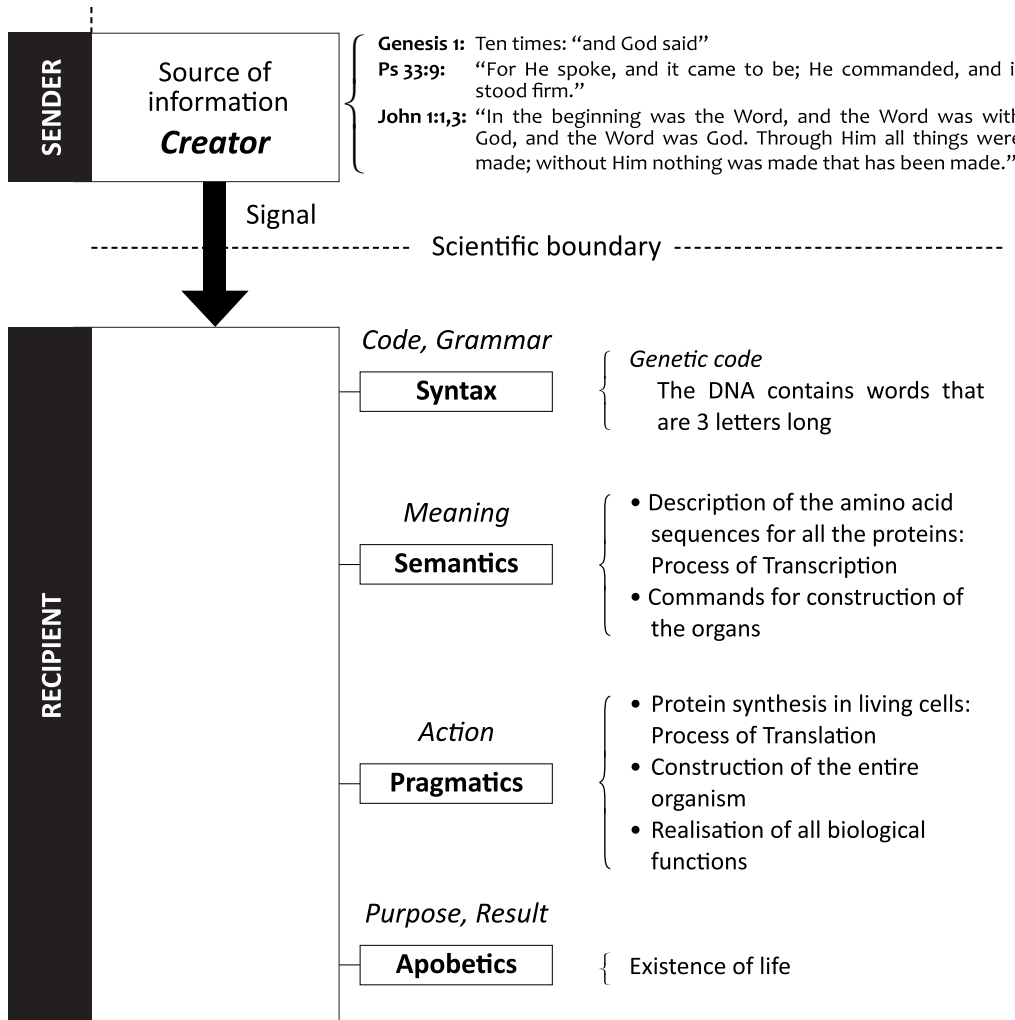 SENDER
Source of
information
Creator
Genesis 1: Ten times: “and God said”
Ps 33:9: “For He spoke, and it came to be; He commanded, and i
stood firm.”
John 1:1,3: “In the beginning was the Word, and the Word was with
God, and the Word was God. Through Him all things were
made; without Him nothing was made that has been made.”
Signal
Scientific boundary
RECIPIENT
Code, Grammar
Syntax
Genetic code
The DNA contains words that
are 3 letters long
Meaning
Semantics
• Description of the amino acid
sequences for all the proteins:
Process of Transcription
• Commands for construction of
the organs
Action
Pragmatics
• Protein synthesis in living cells:
Process of Translation
• Construction of the entire
organism
• Realisation of all biological
functions
Purpose, Result
Apobetics
Existence of life